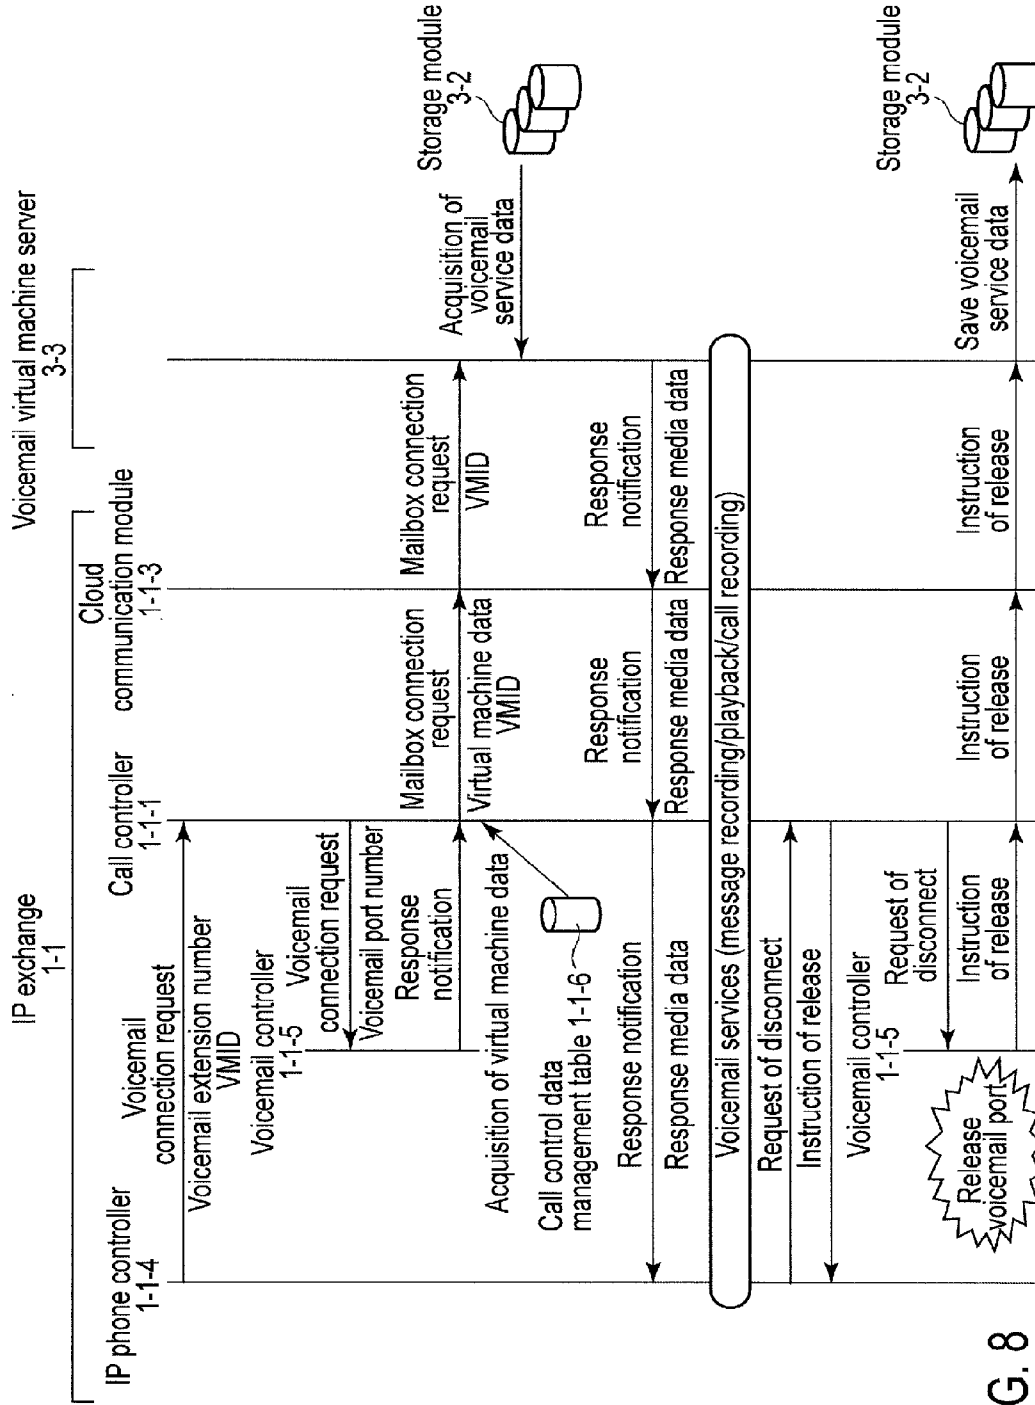 IP exchange
1-1
Voicemail virtual machine server
3-3
IP phone controller
1-1-4
Call controller
1-1-1
Cloud
communication module
1-1-3
Voicemail
connection request
Voicemail extension number
VMID
Voicemail controller
1-1-5
Voicemail
connection request
Voicemail port number
Response
notification
Mailbox connection
request
Virtual machine data
VMID
Mailbox connection
request
VMID
Acquisition of
voicemail
service data
Storage module
3-2
Acquisition of virtual machine data
Call control data
management table 1-1-6
Response notification
Response media data
Response
notification
Response media data
Response
notification
Response media data
Voicemail services (message recording/playback/call recording)
Request of disconnect
Instruction of release
Voicemail controller
1-1-5
Request of
disconnect
Release
voicemail port
Instruction
of release
Instruction
of release
Instruction
of release
Save voicemail
service data
Storage module
3-2
G. 8